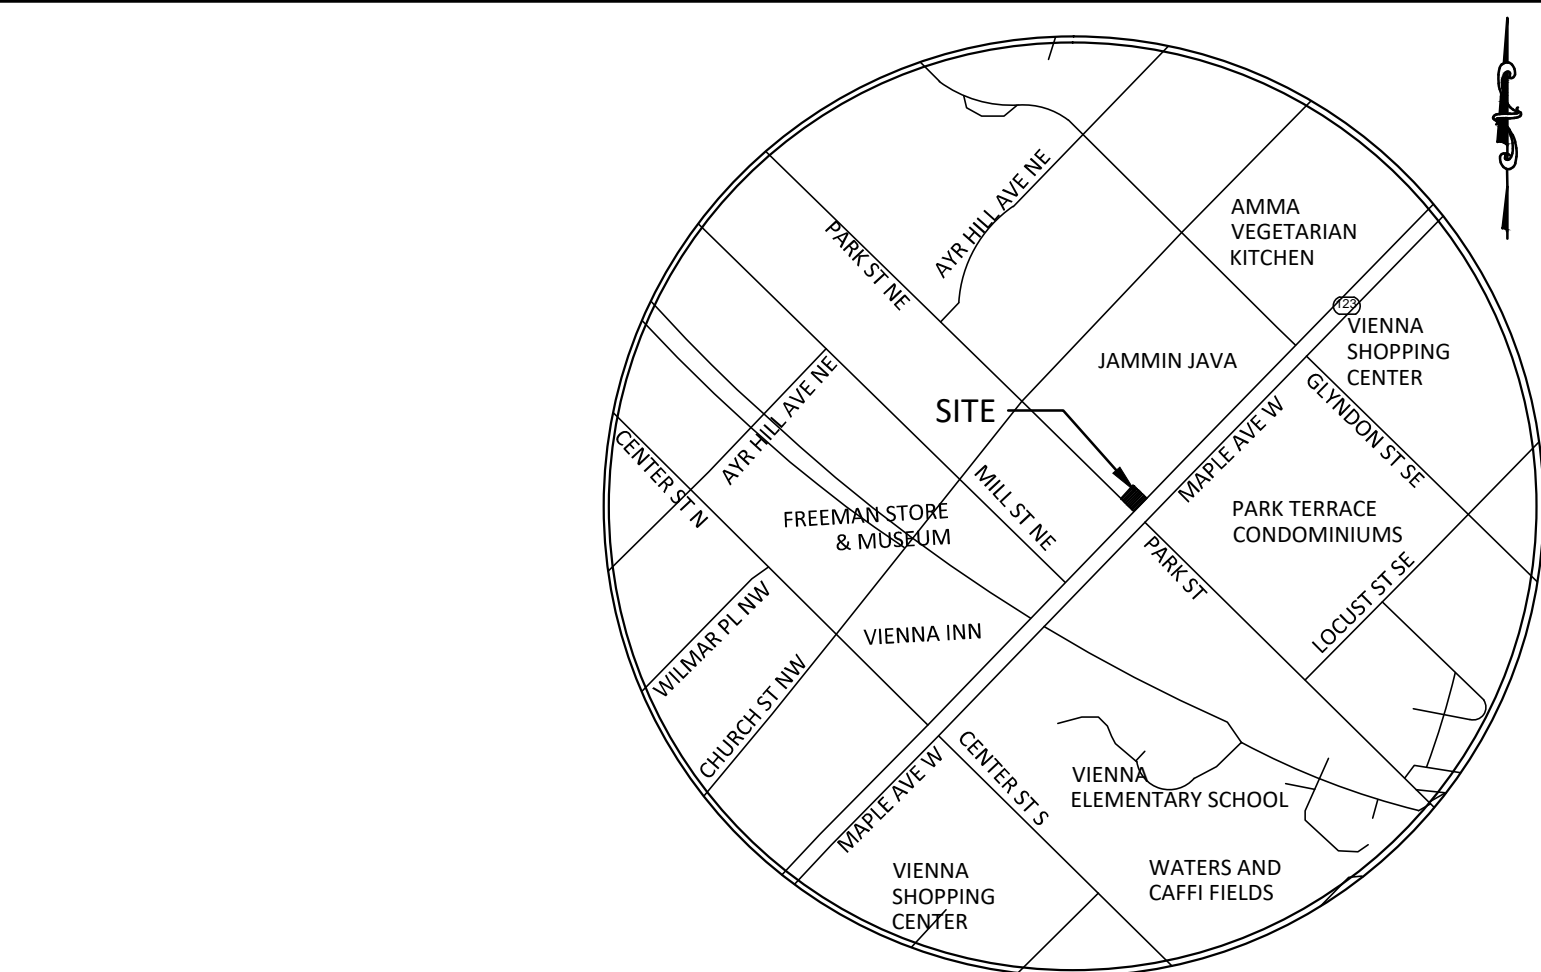 AYR HILL AVE NE
PARK ST NE
AMMA
VEGETARIAN
KITCHEN
123
VIENNA
SHOPPING
CENTER
JAMMIN JAVA
SITE
AYR HILL AVE NE
CENTER ST N
GLYNDON ST SE
MAPLE AVE W
MILL ST NE
FREEMAN STORE
& MUSEUM
PARK TERRACE
CONDOMINIUMS
PARK ST
LOCUST ST SE
WILMAR PL NW
VIENNA INN
CHURCH ST NW
MAPLE AVE W
CENTER ST S
VIENNA
ELEMENTARY SCHOOL
VIENNA
SHOPPING
CENTER
WATERS AND
CAFFI FIELDS